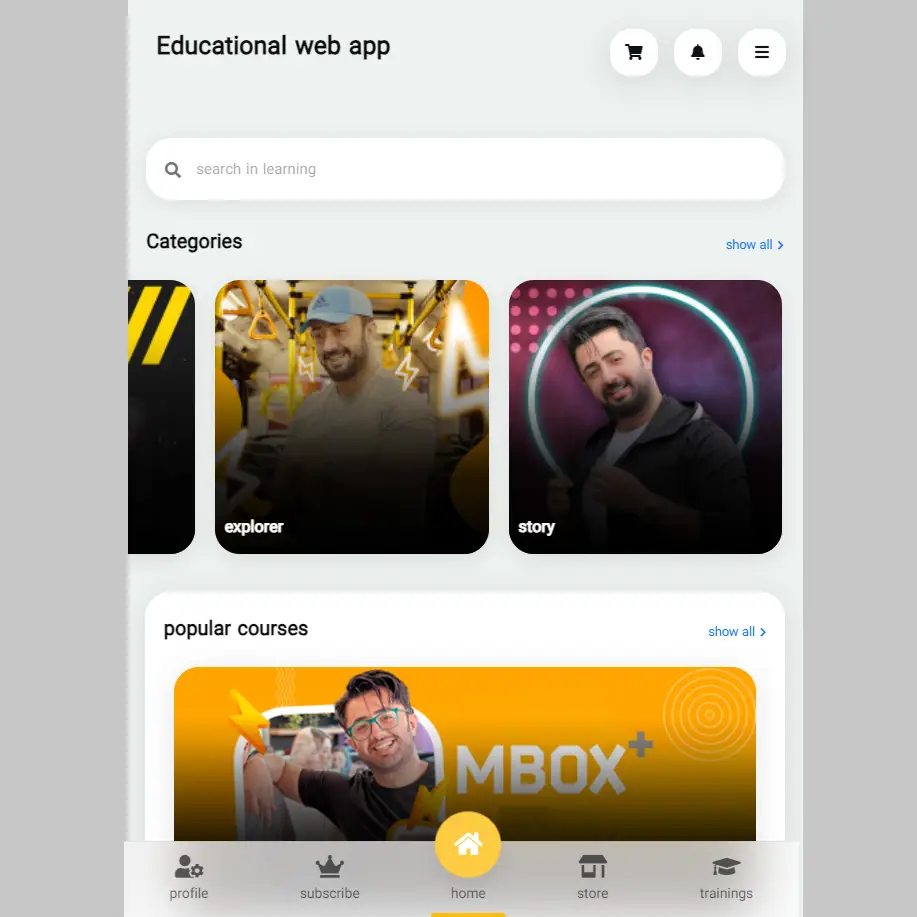 Educational web app
search in learning
Categories
show all
explorer
story
popular courses
show all
MBOX+
profile
subscribe
home
store
trainings